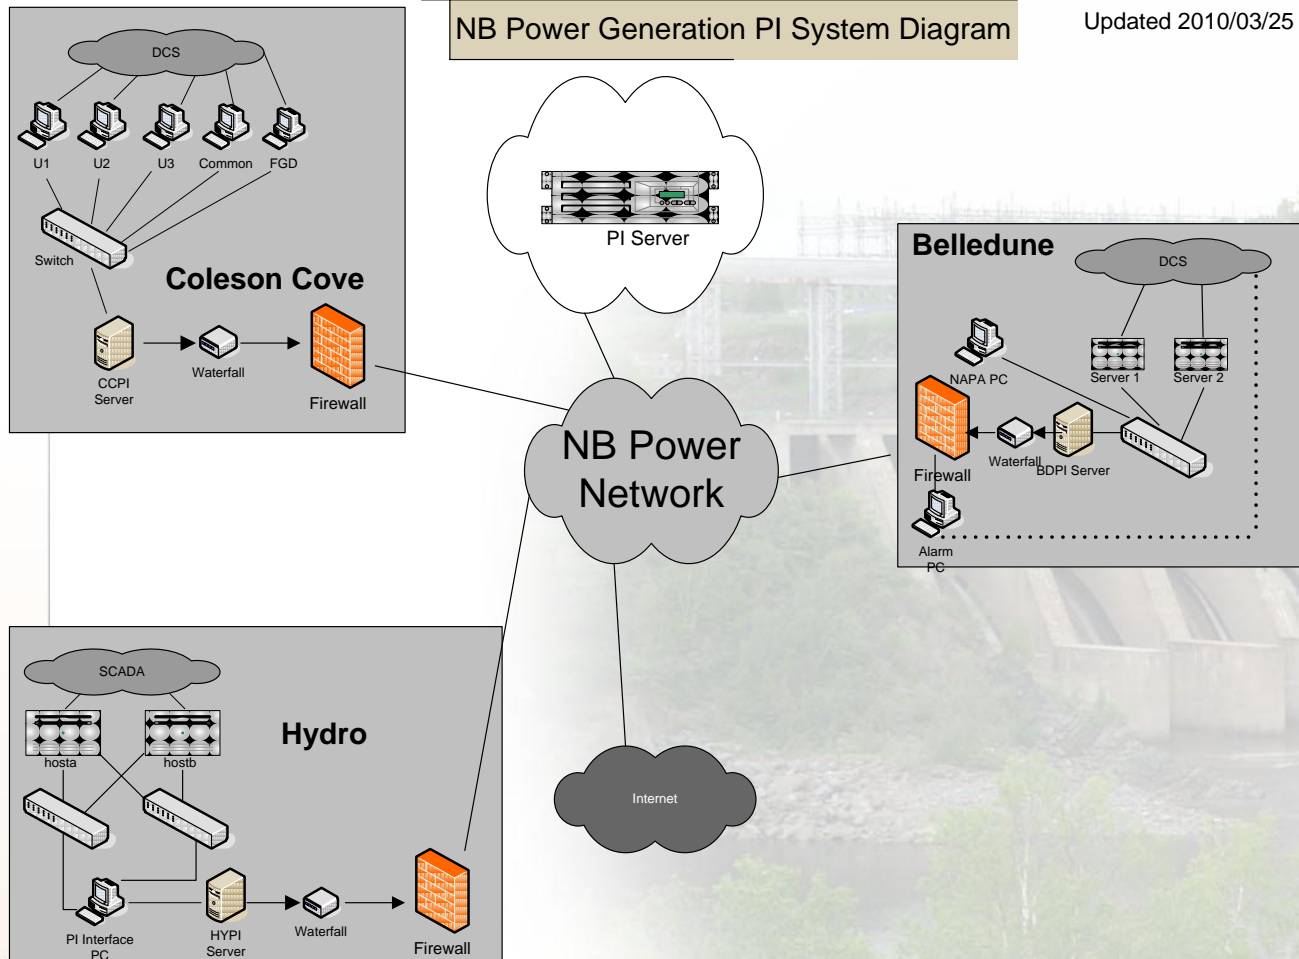 NB Power Generation PI System Diagram
Updated 2010/03/25
DCS
U1
U2
U3
Common
FGD
Switch
Coleson Cove
CCPI
Server
Waterfall
Firewall
PI Server
NB Power
Network
Internet
Belledune
DCS
NAPA PC
Server 1
Server 2
Firewall
Waterfall
BDPI Server
Alarm
PC
SCADA
hosta
hostb
Hydro
PI Interface
PC
HYPI
Server
Waterfall
Firewall